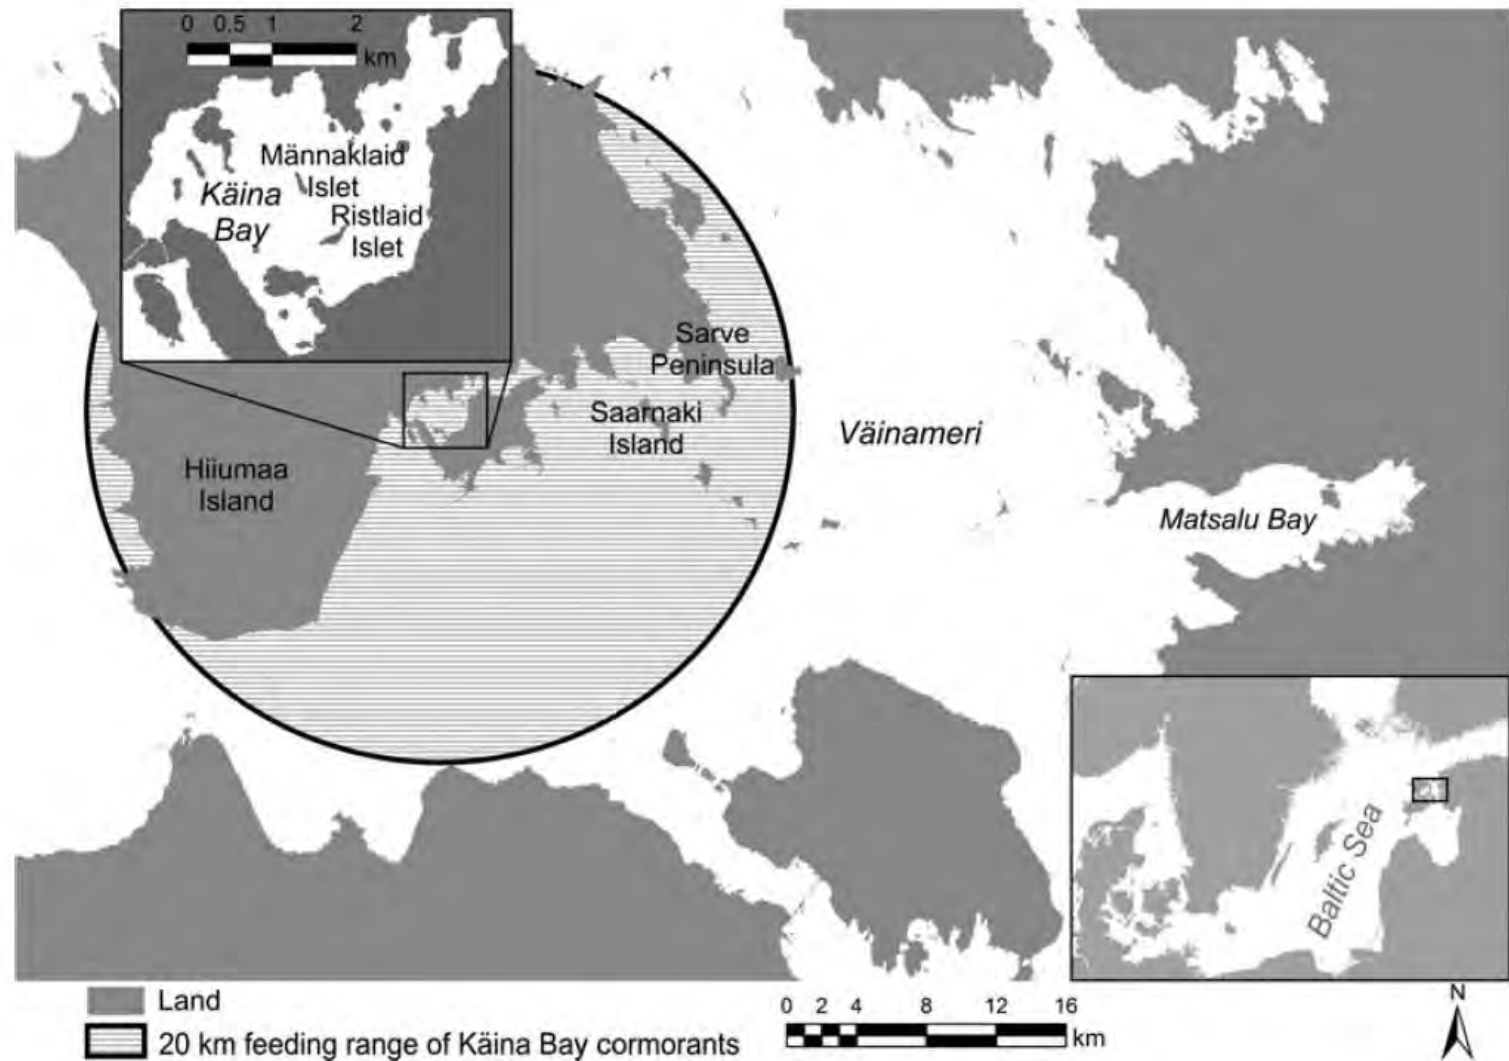 0 0.5 1 2
km
Männaklaid
Islet
Käina
Bay
Ristlaid
Islet
Sarve
Peninsula
Saarnaki
Island
Väinameri
Hiiumaa
Island
Matsalu Bay
Baltic Sea
Land
20 km feeding range of Käina Bay cormorants
0 2 4 8 12 16
km
N